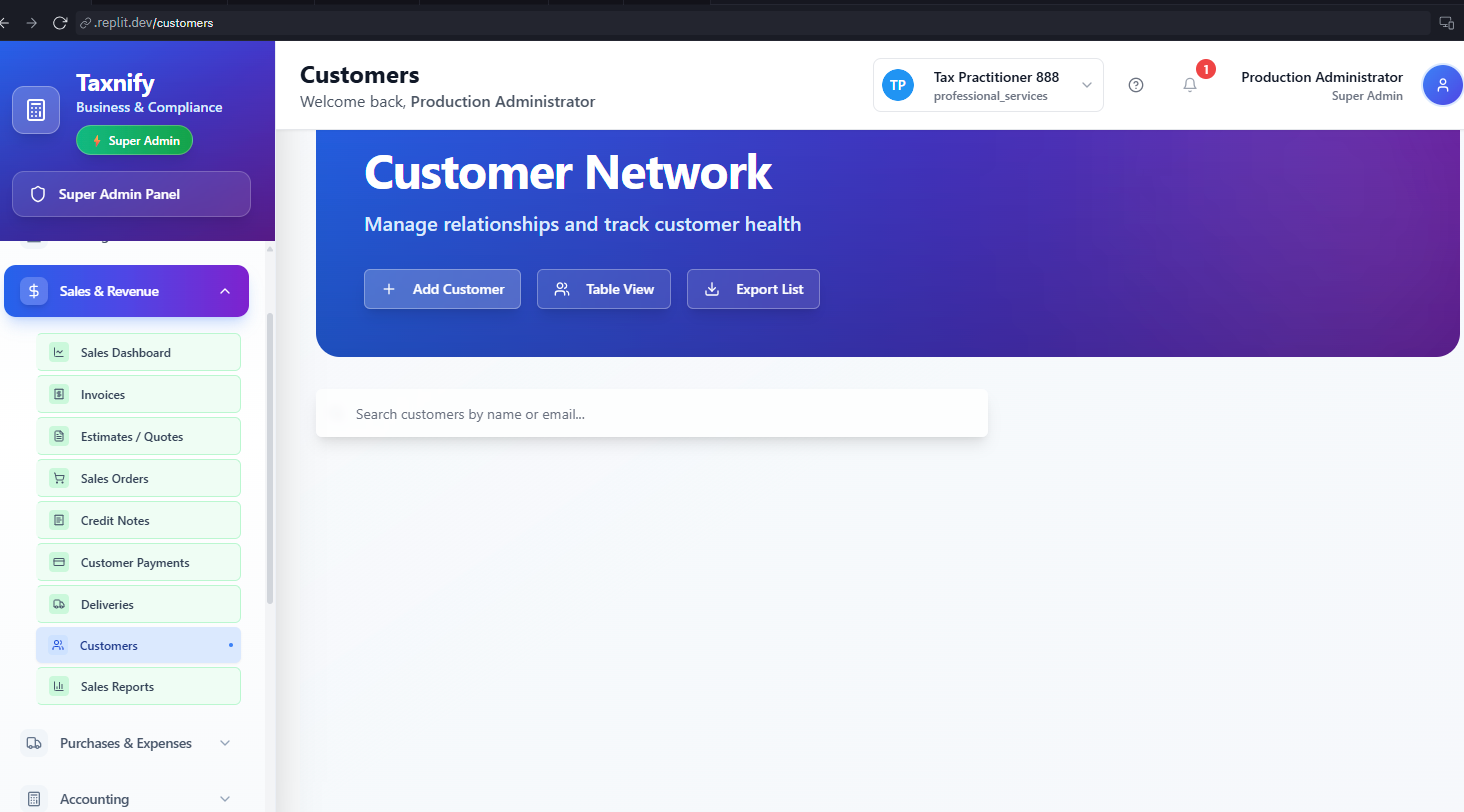 .replit.dev/customers
Taxnify
Business & Compliance
Super Admin
Super Admin Panel
Sales & Revenue
Sales Dashboard
Invoices
Estimates / Quotes
Sales Orders
Credit Notes
Customer Payments
Deliveries
Customers
Sales Reports
Purchases & Expenses
Accounting
Customers
Welcome back, Production Administrator
TP
Tax Practitioner 888
professional_services
1
Production Administrator
Super Admin
Customer Network
Manage relationships and track customer health
Add Customer
Table View
Export List
Search customers by name or email...